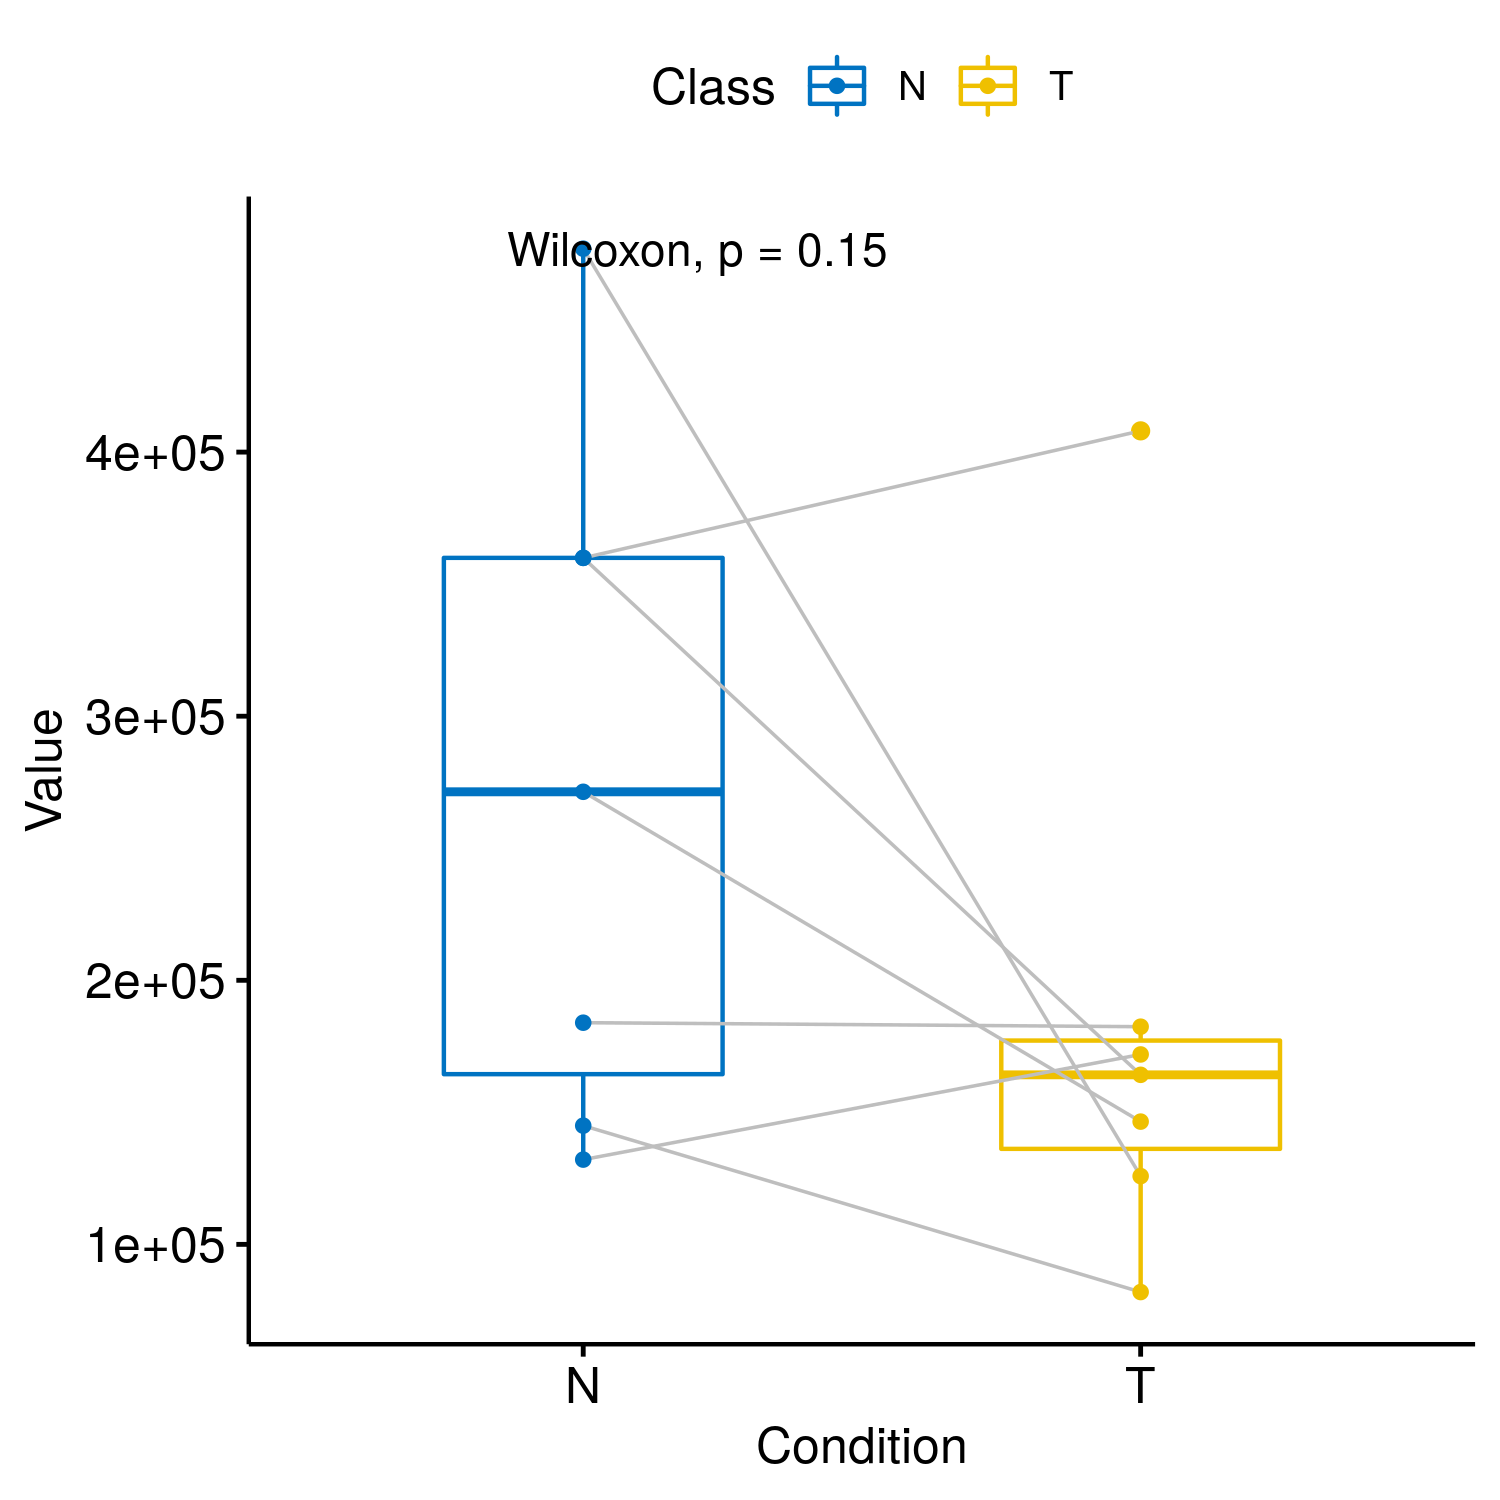 Class N T
Wilcoxon, p = 0.15
4e+05
3e+05
2e+05
1e+05
Value
N T
Condition